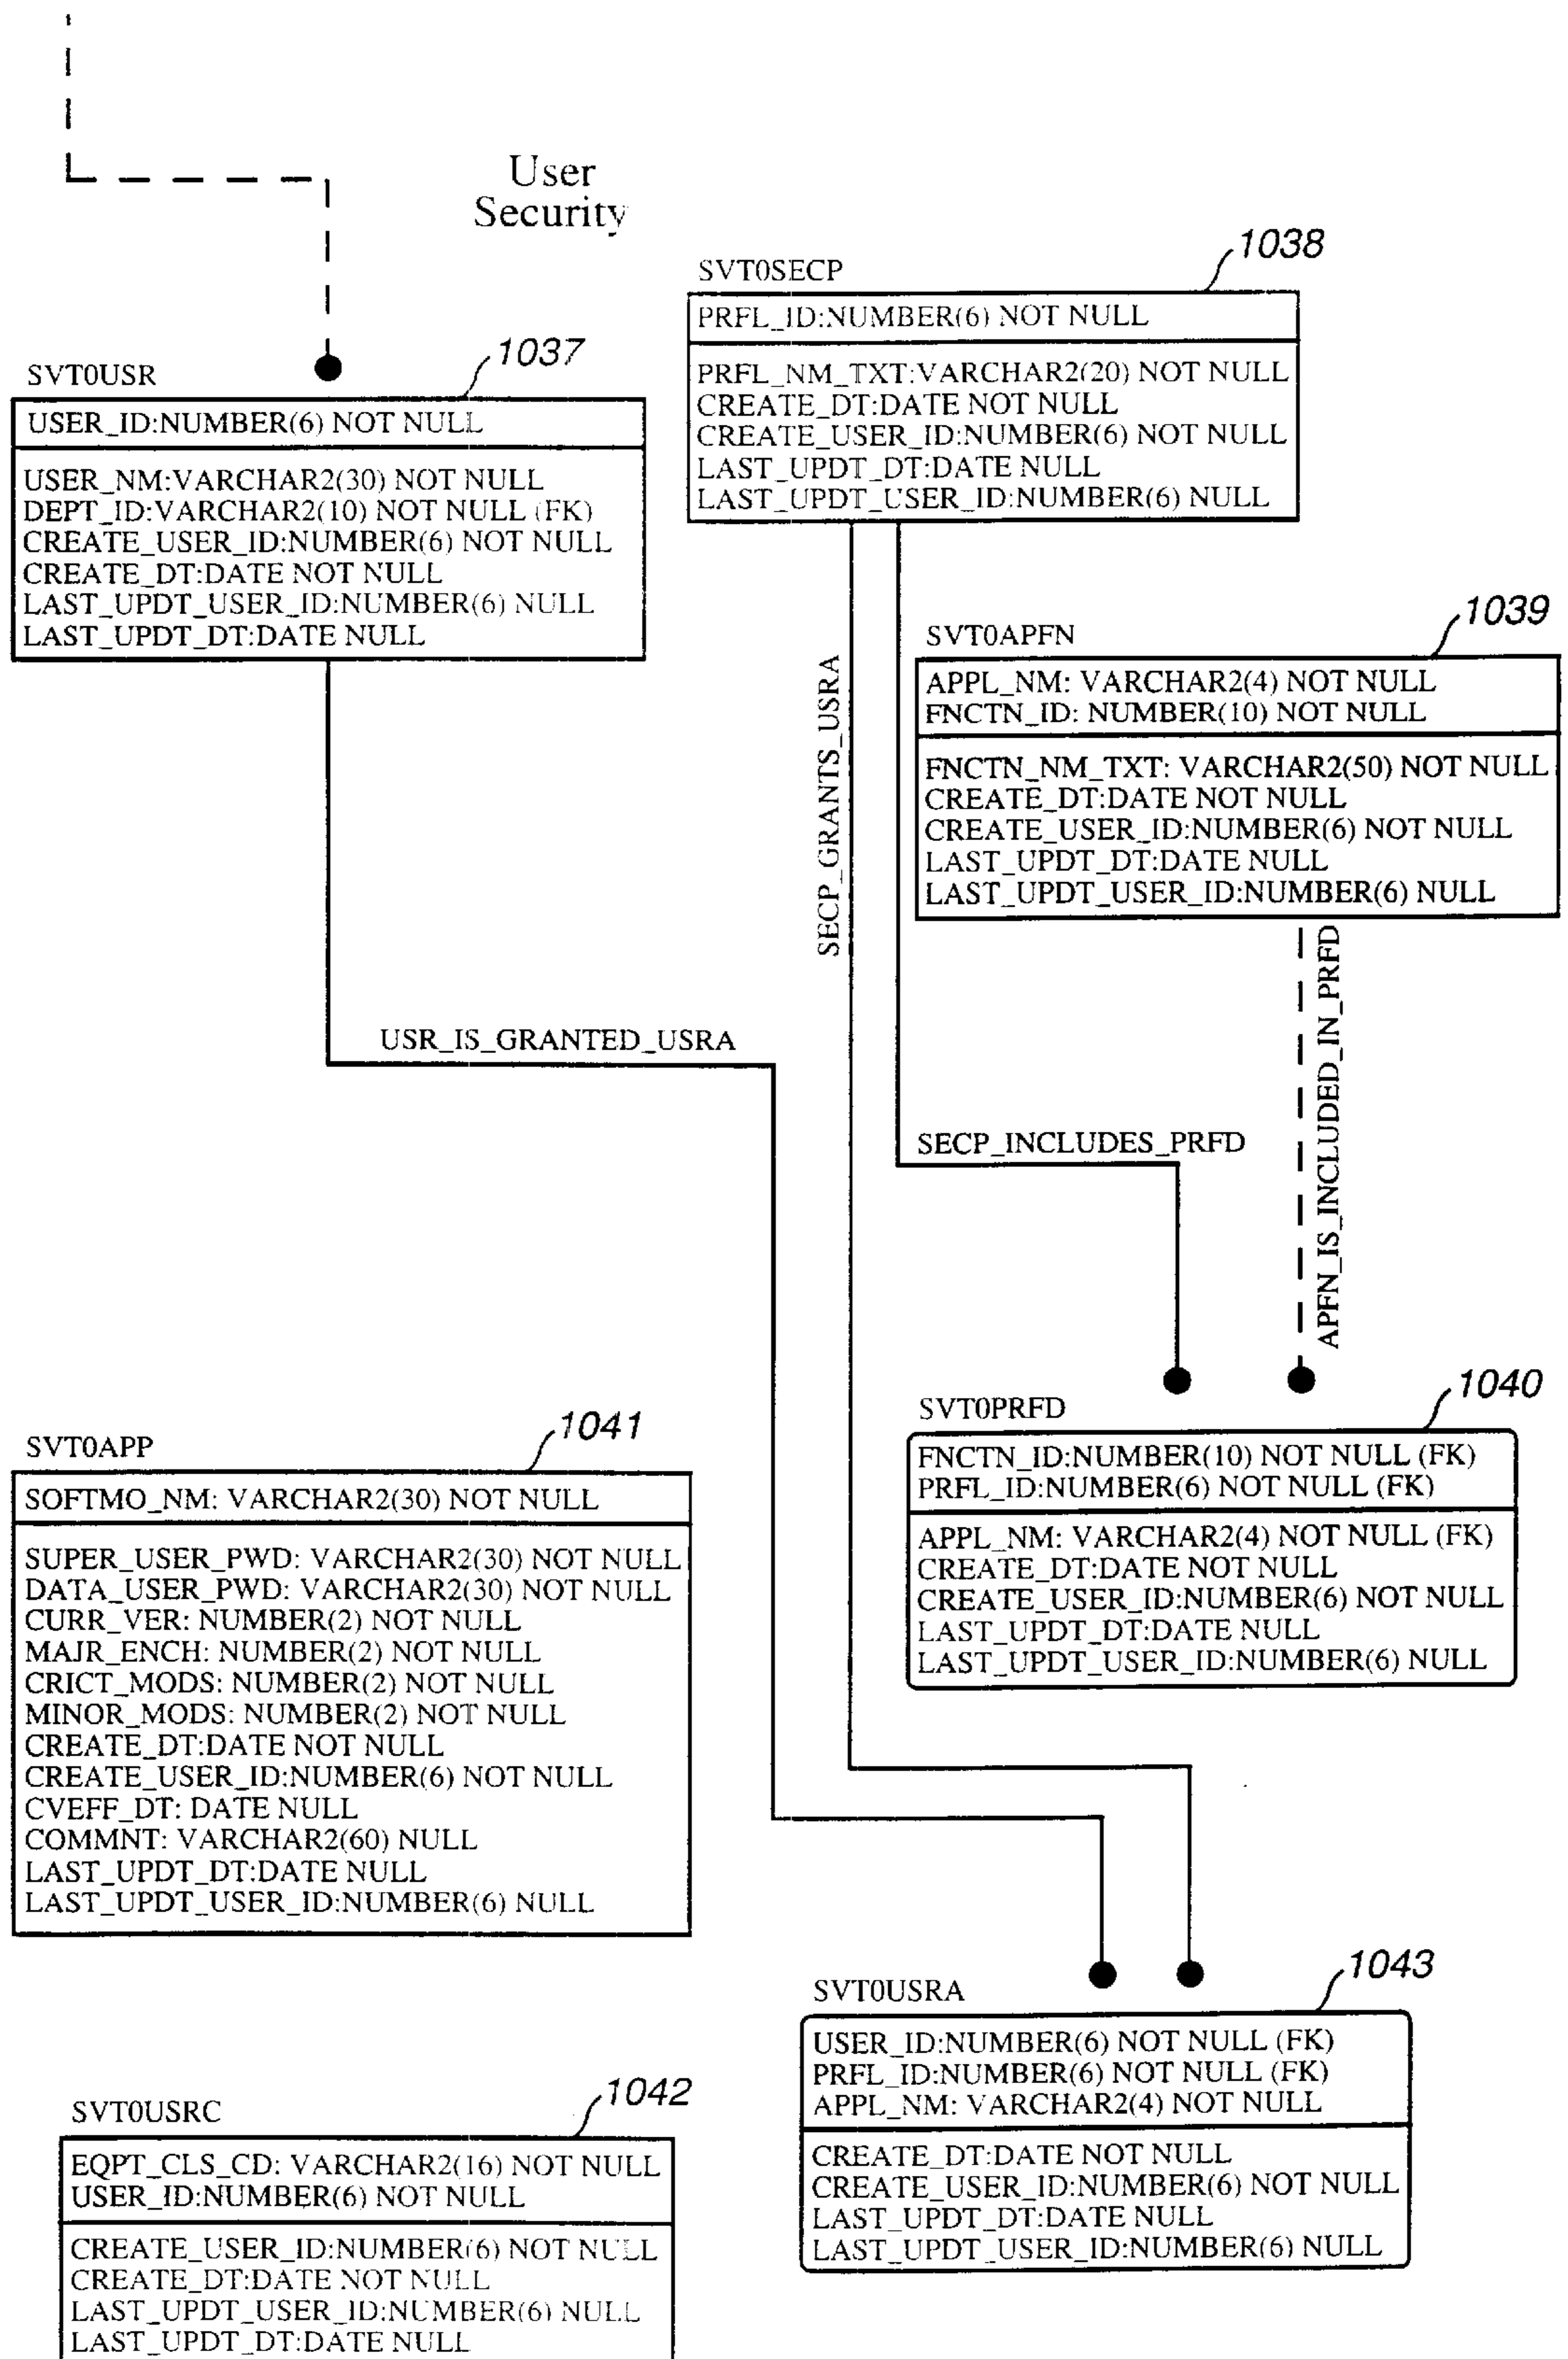 User
Security
1037
SVT0USR
USER_ID:NUMBER(6) NOT NULL
USER_NM:VARCHAR2(30) NOT NULL
DEPT_ID:VARCHAR2(10) NOT NULL (FK)
CREATE_USER_ID:NUMBER(6) NOT NULL
CREATE_DT:DATE NOT NULL
LAST_UPDT_USER_ID:NUMBER(6) NULL
LAST_UPDT_DT:DATE NULL
1038
SVT0SECP
PRFL_ID:NUMBER(6) NOT NULL
PRFL_NM_TXT:VARCHAR2(20) NOT NULL
CREATE_DT:DATE NOT NULL
CREATE_USER_ID:NUMBER(6) NOT NULL
LAST_UPDT_DT:DATE NULL
LAST_UPDT_USER_ID:NUMBER(6) NULL
1039
SVT0APFN
APPL_NM: VARCHAR2(4) NOT NULL
FNCTN_ID: NUMBER(10) NOT NULL
FNCTN_NM_TXT: VARCHAR2(50) NOT NULL
CREATE_DT:DATE NOT NULL
CREATE_USER_ID:NUMBER(6) NOT NULL
LAST_UPDT_DT:DATE NULL
LAST_UPDT_USER_ID:NUMBER(6) NULL
SECP_GRANTS_USRA
USR_IS_GRANTED_USRA
SECP_INCLUDES_PRFD
APFN_IS_INCLUDED_IN_PRFD
1040
SVT0PRFD
FNCTN_ID:NUMBER(10) NOT NULL (FK)
PRFL_ID:NUMBER(6) NOT NULL (FK)
APPL_NM: VARCHAR2(4) NOT NULL (FK)
CREATE_DT:DATE NOT NULL
CREATE_USER_ID:NUMBER(6) NOT NULL
LAST_UPDT_DT:DATE NULL
LAST_UPDT_USER_ID:NUMBER(6) NULL
1041
SVT0APP
SOFTMO_NM: VARCHAR2(30) NOT NULL
SUPER_USER_PWD: VARCHAR2(30) NOT NULL
DATA_USER_PWD: VARCHAR2(30) NOT NULL
CURR_VER: NUMBER(2) NOT NULL
MAJR_ENCH: NUMBER(2) NOT NULL
CRICT_MODS: NUMBER(2) NOT NULL
MINOR_MODS: NUMBER(2) NOT NULL
CREATE_DT:DATE NOT NULL
CREATE_USER_ID:NUMBER(6) NOT NULL
CVEFF_DT: DATE NULL
COMMNT: VARCHAR2(60) NULL
LAST_UPDT_DT:DATE NULL
LAST_UPDT_USER_ID:NUMBER(6) NULL
1043
SVT0USRA
USER_ID:NUMBER(6) NOT NULL (FK)
PRFL_ID:NUMBER(6) NOT NULL (FK)
APPL_NM: VARCHAR2(4) NOT NULL
CREATE_DT:DATE NOT NULL
CREATE_USER_ID:NUMBER(6) NOT NULL
LAST_UPDT_DT:DATE NULL
LAST_UPDT_USER_ID:NUMBER(6) NULL
1042
SVT0USRC
EQPT_CLS_CD: VARCHAR2(16) NOT NULL
USER_ID:NUMBER(6) NOT NULL
CREATE_USER_ID:NUMBER(6) NOT NULL
CREATE_DT:DATE NOT NULL
LAST_UPDT_USER_ID:NUMBER(6) NULL
LAST_UPDT_DT:DATE NULL